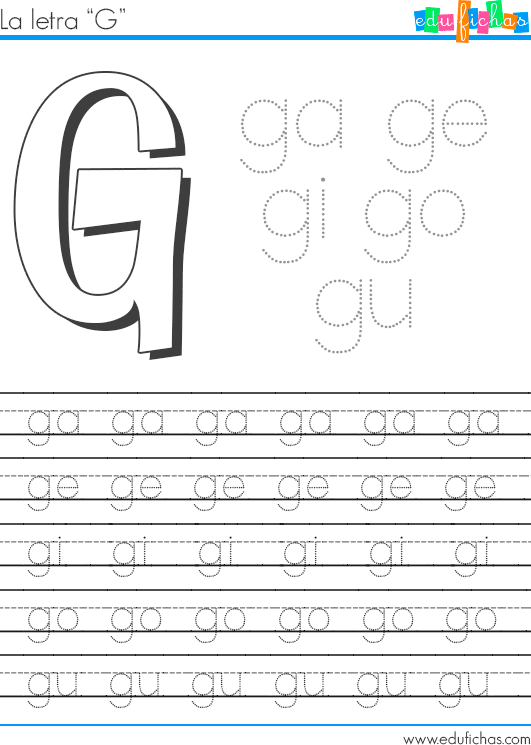 La letra “G”
edufichas
G
ga ge
gi go
gu
ga ga ga ga ga ga
ge ge ge ge ge ge
gi gi gi gi gi gi
go go go go go go
gu gu gu gu gu gu
www.edufichas.com